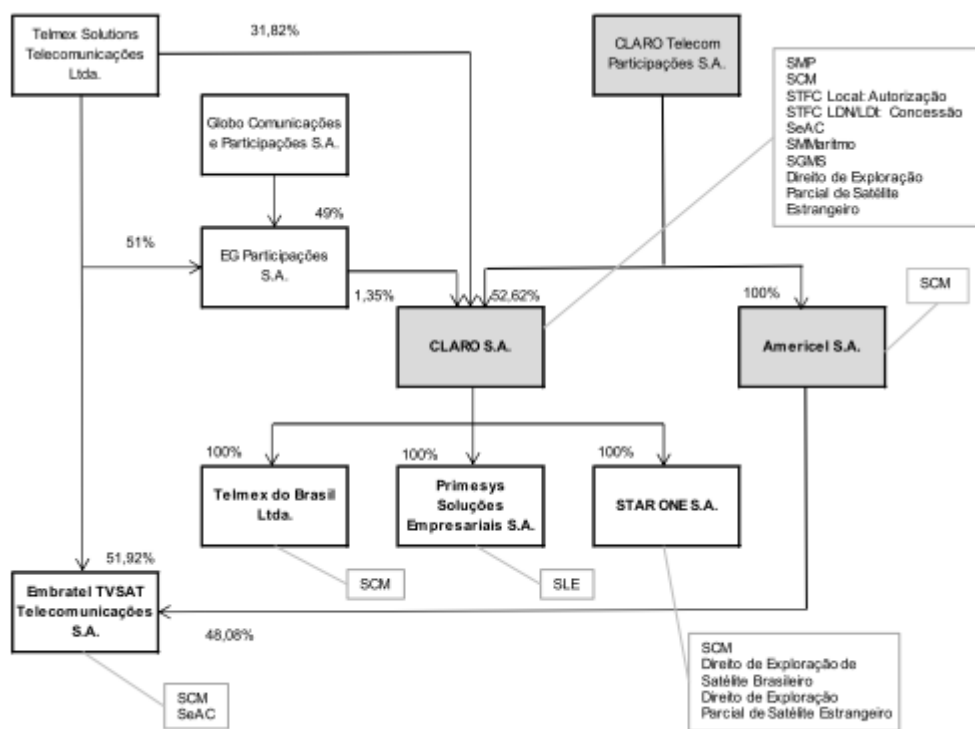 Telmex Solutions
Telecomunicações
Ltda.
31,82%
CLARO Telecom
Participações S.A.
SMP
SCM
STFC Local: Autorização
STFC LDN/LDI: Concessão
SeAC
SMMarítmo
SGMS
Direito de Exploração
Parcial de Satélite
Estrangeiro
Globo Comunicações
e Participações S.A.
49%
51%
EG Participações
S.A.
1,35%
52,62%
100%
SCM
CLARO S.A.
Americel S.A.
100%
100%
100%
Telmex do Brasil
Ltda.
Primesys
Soluções
Empresariais S.A.
STAR ONE S.A.
51,92%
SCM
SLE
Embratel TVSAT
Telecomunicações
S.A.
48,08%
SCM
Direito de Exploração de
Satélite Brasileiro
Direito de Exploração
Parcial de Satélite Estrangeiro
SCM
SeAC